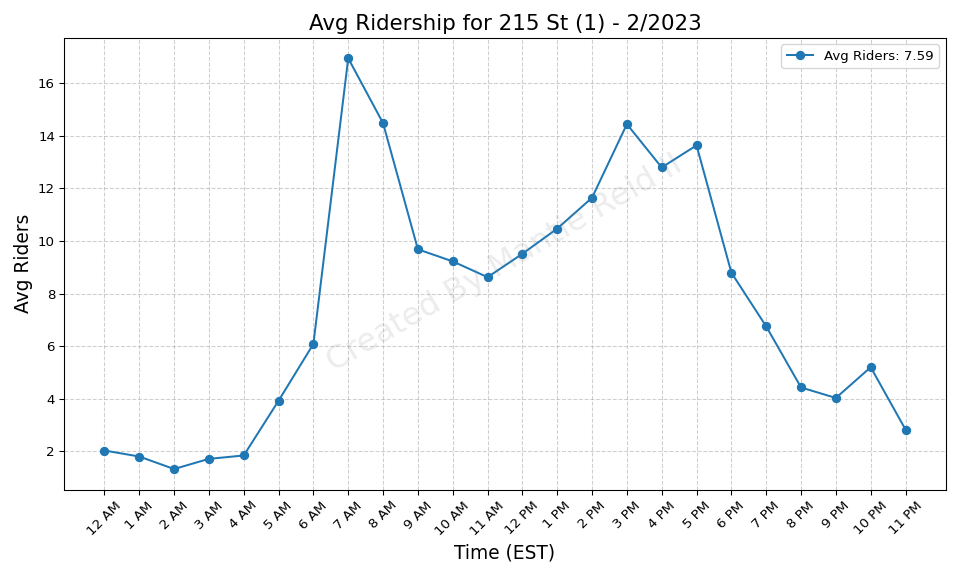 Avg Ridership for 215 St (1) - 2/2023
Avg Riders: 7.59
Avg Riders
16
14
12
10
8
6
4
2
12 AM
1 AM
2 AM
3 AM
4 AM
5 AM
6 AM
7 AM
8 AM
9 AM
10 AM
11 AM
12 PM
1 PM
2 PM
3 PM
4 PM
5 PM
6 PM
7 PM
8 PM
9 PM
10 PM
11 PM
Time (EST)
Created By Reid II